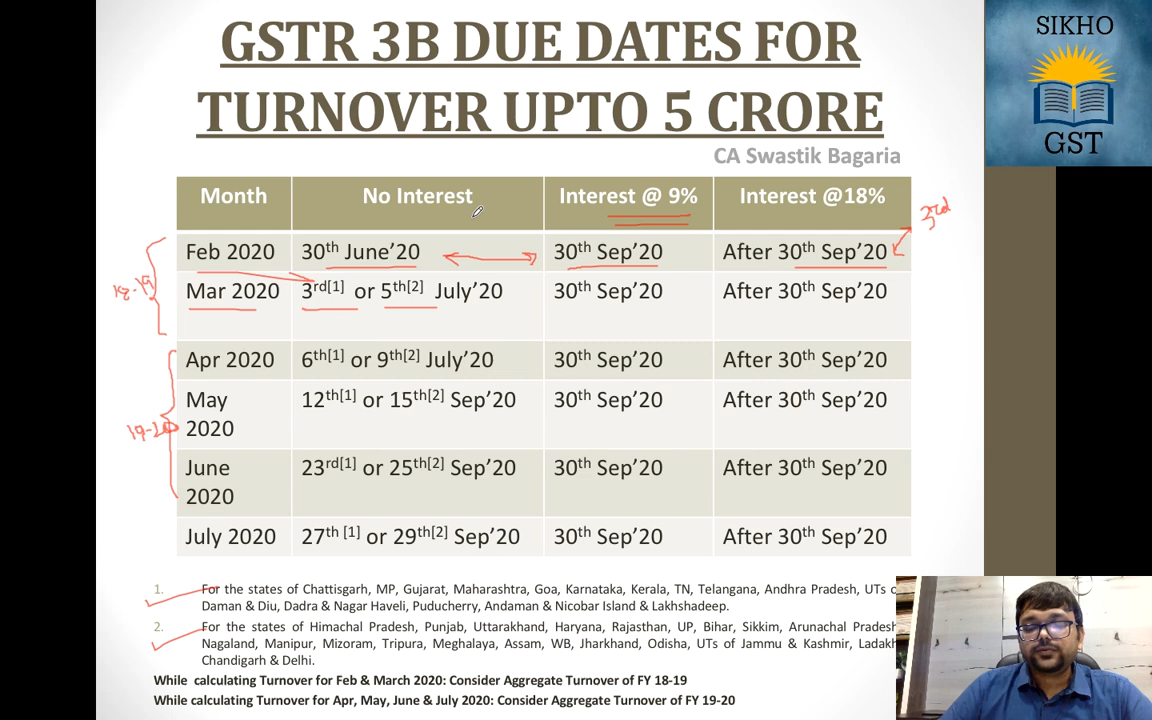 GSTR 3B DUE DATES FOR
TURNOVER UPTO 5 CRORE
SIKHO
GST
CA Swastik Bagaria
Month No Interest Interest @ 9% Interest @18%
3rd
Feb 2020 30th June’20 30th Sep’20 After 30th Sep’20
18-19
Mar 2020 3rd[1] or 5th[2] July’20 30th Sep’20 After 30th Sep’20
Apr 2020 6th[1] or 9th[2] July’20 30th Sep’20 After 30th Sep’20
May 12th[1] or 15th[2] Sep’20 30th Sep’20 After 30th Sep’20
2020
19-20
June 23rd[1] or 25th[2] Sep’20 30th Sep’20 After 30th Sep’20
2020
July 2020 27th [1] or 29th[2] Sep’20 30th Sep’20 After 30th Sep’20
1. For the states of Chattisgarh, MP, Gujarat, Maharashtra, Goa, Karnataka, Kerala, TN, Telangana, Andhra Pradesh, UTs
Daman & Diu, Dadra & Nagar Haveli, Puducherry, Andaman & Nicobar Island & Lakhshadeep.
2. For the states of Himachal Pradesh, Punjab, Uttarakhand, Haryana, Rajasthan, UP, Bihar, Sikkim, Arunachal Pradesh
Nagaland, Manipur, Mizoram, Tripura, Meghalaya, Assam, WB, Jharkhand, Odisha, UTs of Jammu & Kashmir, Ladakh
Chandigarh & Delhi.
While calculating Turnover for Feb & March 2020: Consider Aggregate Turnover of FY 18-19
While calculating Turnover for Apr, May, June & July 2020: Consider Aggregate Turnover of FY 19-20